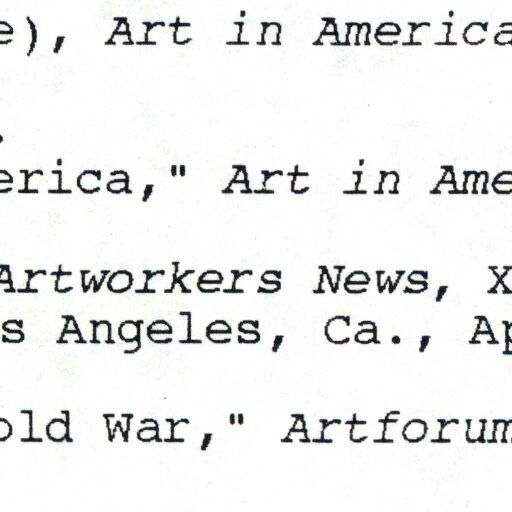 e), Art in America
.
erica," Art in Ame
Artworkers News, X
s Angeles, Ca., Ap
old War," Artforum